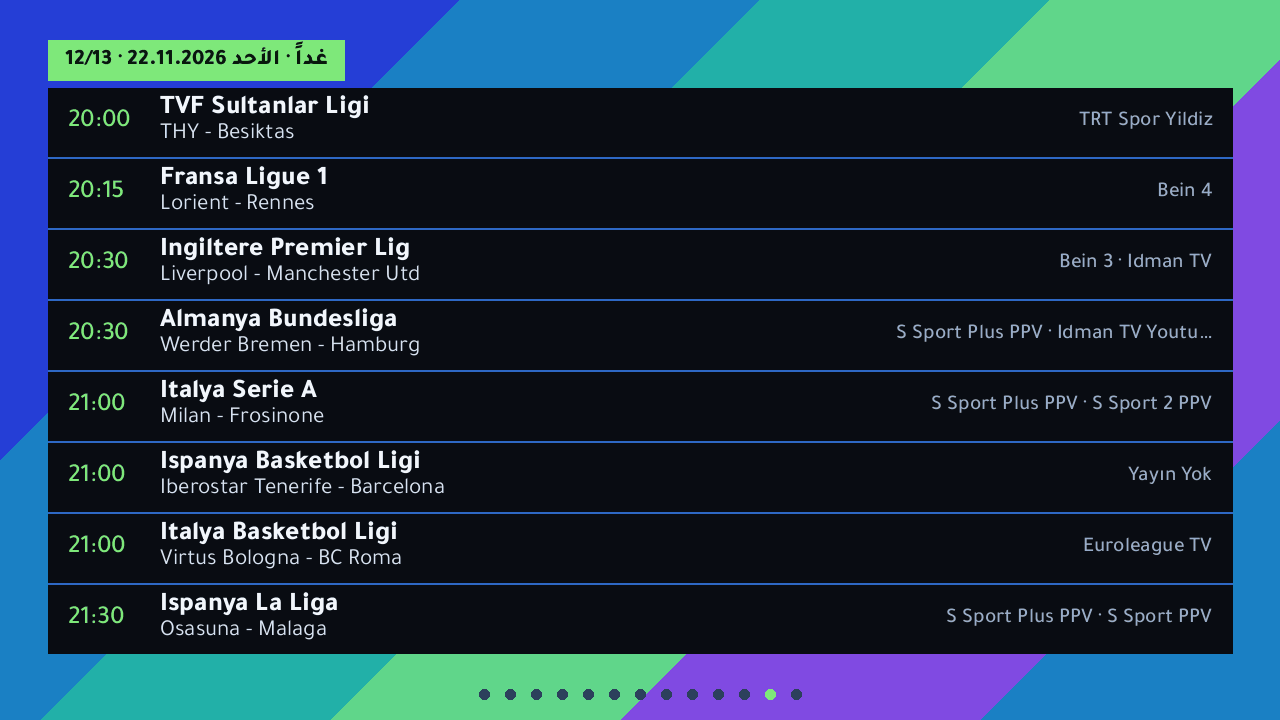 غداً · الأحد 22.11.2026 · 12/13
20:00 TVF Sultanlar Ligi TRT Spor Yildiz
THY - Besiktas
20:15 Fransa Ligue 1 Bein 4
Lorient - Rennes
20:30 Ingiltere Premier Lig Bein 3 · Idman TV
Liverpool - Manchester Utd
20:30 Almanya Bundesliga S Sport Plus PPV · Idman TV Youtu…
Werder Bremen - Hamburg
21:00 Italya Serie A S Sport Plus PPV · S Sport 2 PPV
Milan - Frosinone
21:00 Ispanya Basketbol Ligi Yayın Yok
Iberostar Tenerife - Barcelona
21:00 Italya Basketbol Ligi Euroleague TV
Virtus Bologna - BC Roma
21:30 Ispanya La Liga S Sport Plus PPV · S Sport PPV
Osasuna - Malaga